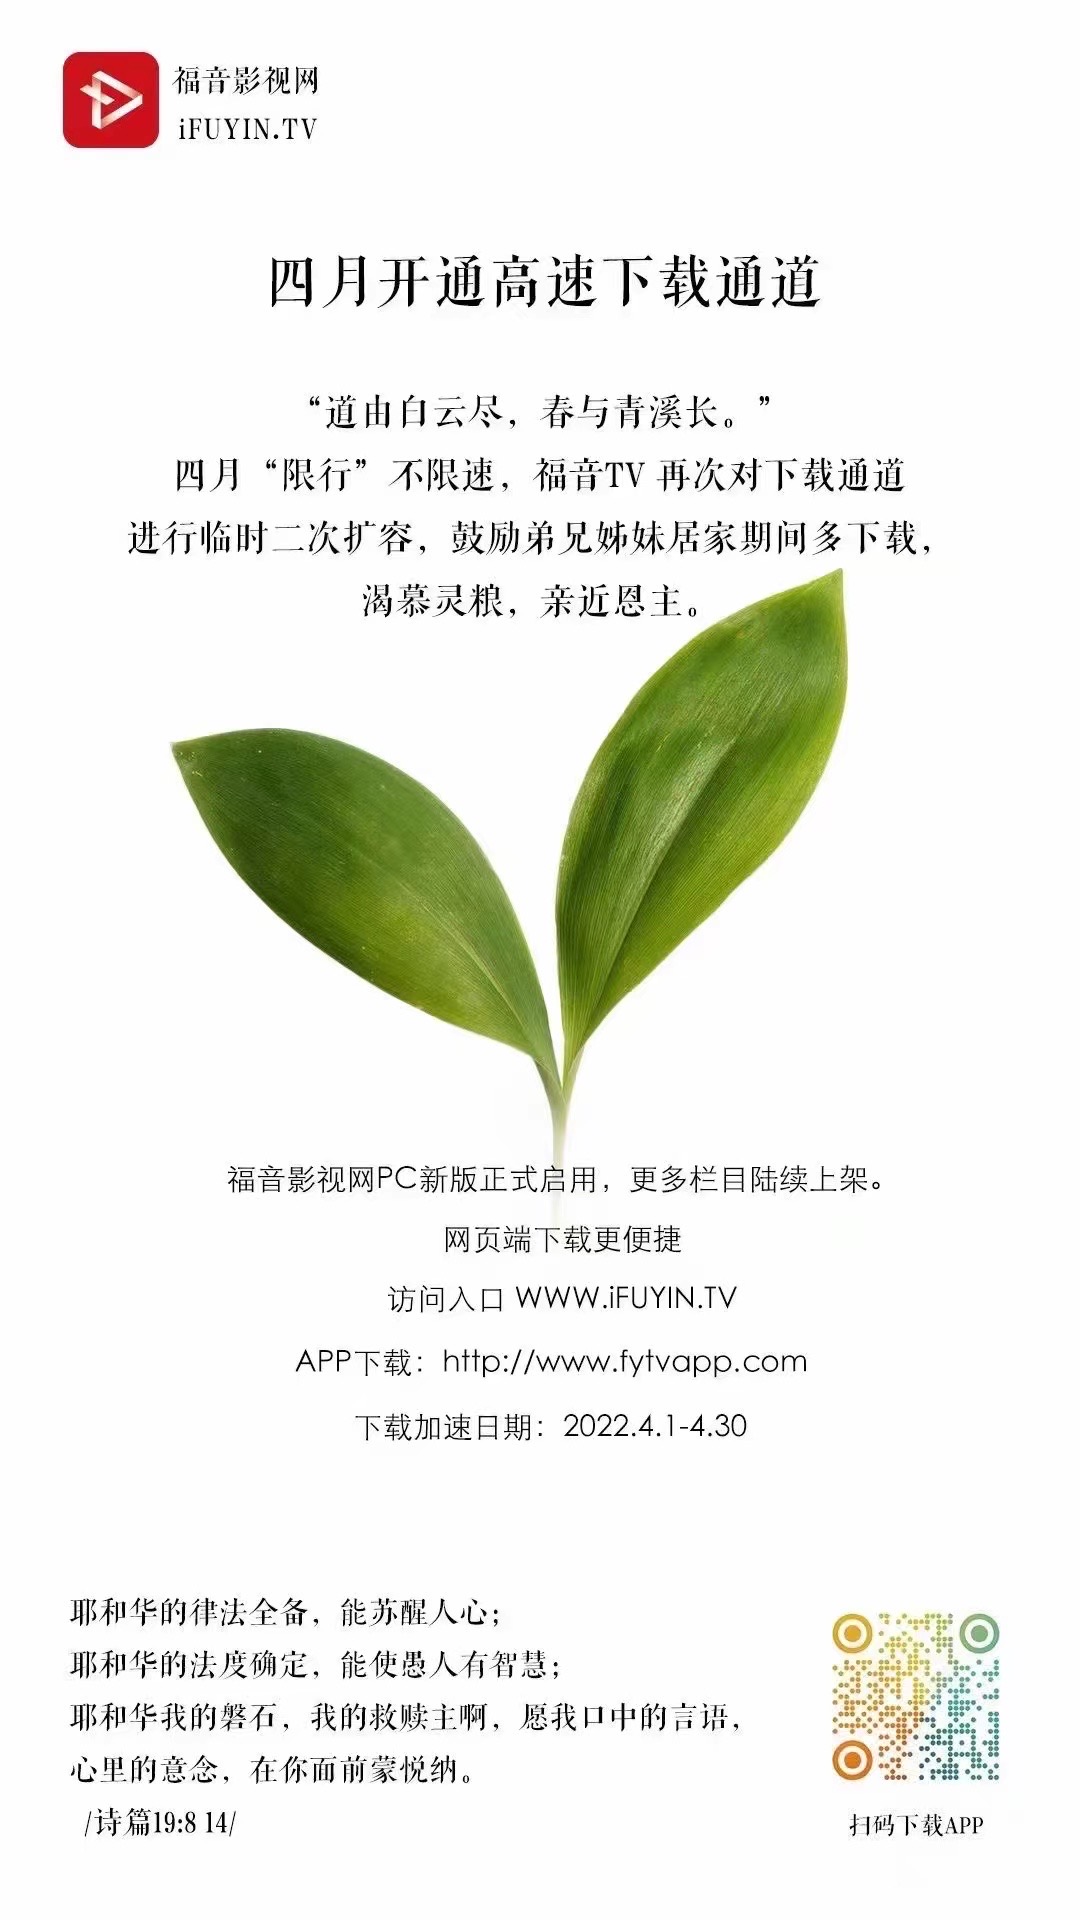 福音影视网
iFUYIN.TV
四月开通高速下载通道
“道由白云尽，春与青溪长。”
四月“限行”不限速，福音TV 再次对下载通道
进行临时二次扩容，鼓励弟兄姊妹居家期间多下载，
渴慕灵粮，亲近恩主。
福音影视网PC新版正式启用，更多栏目陆续上架。
网页端下载更便捷
访问入口 WWW.iFUYIN.TV
APP下载：http://www.fytvapp.com
下载加速日期：2022.4.1-4.30
耶和华的律法全备，能苏醒人心；
耶和华的法度确定，能使愚人有智慧；
耶和华我的磐石，我的救赎主啊，愿我口中的言语，
心里的意念，在你面前蒙悦纳。
/诗篇19:8 14/
扫码下载APP